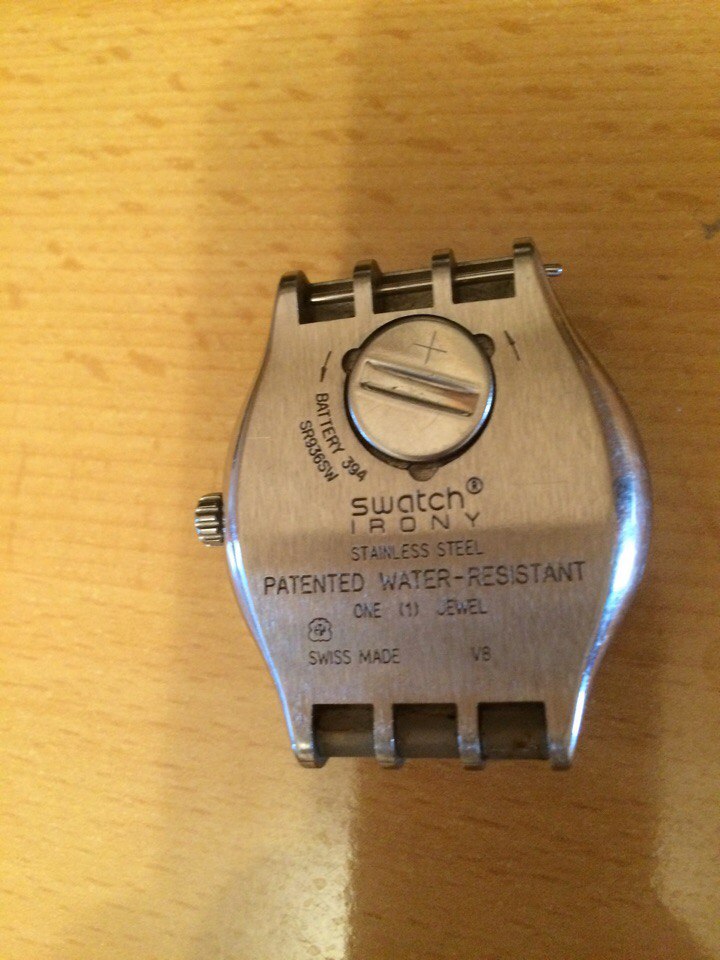 +
BATTERY 394
SR936SW
swatch®
IRONY
STAINLESS STEEL
PATENTED WATER-RESISTANT
ONE (1) JEWEL
SWISS MADE V8